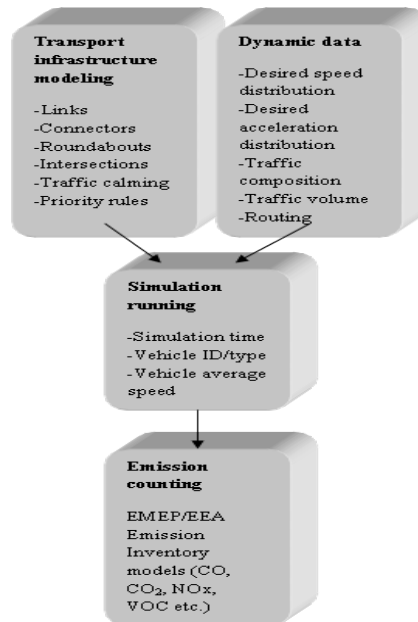 Transport
infrastructure
modeling
-Links
-Connectors
-Roundabouts
-Intersections
-Traffic calming
-Priority rules
Dynamic data
-Desired speed
distribution
-Desired
acceleration
distribution
-Traffic
composition
-Traffic volume
-Routing
Simulation
running
-Simulation time
-Vehicle ID/type
-Vehicle average
speed
Emission
counting
EMEP/EEA
Emission
Inventory
models (CO,
CO₂, NOx,
VOC etc.)